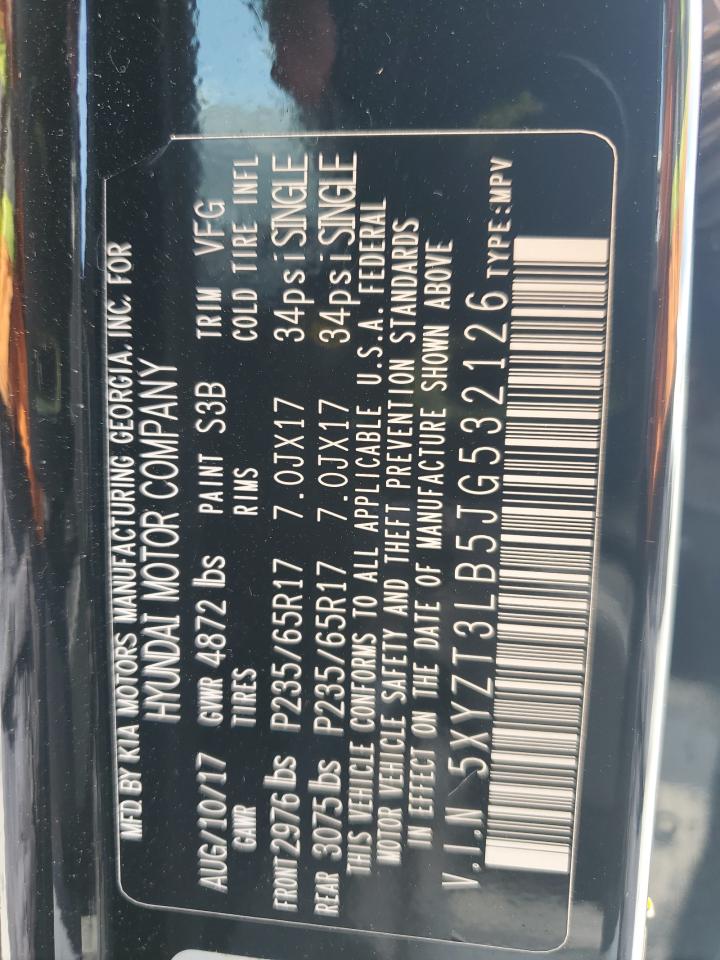 MFD. BY KIA MOTORS MANUFACTURING GEORGIA, INC. FOR
HYUNDAI MOTOR COMPANY
AUG/10/17 GVWR 4872 lbs PAINT S3B TRIM VFG
GAWR TIRES RIMS COLD TIRE INFL
FRONT 2976 lbs P235/65R17 7.0JX17 34psi SINGLE
REAR 3075 lbs P235/65R17 7.0JX17 34psi SINGLE
THIS VEHICLE CONFORMS TO ALL APPLICABLE U.S.A. FEDERAL
MOTOR VEHICLE SAFETY AND THEFT PREVENTION STANDARDS
IN EFFECT ON THE DATE OF MANUFACTURE SHOWN ABOVE
V.I.N 5XYZT3LB5JG532126 TYPE:MPV